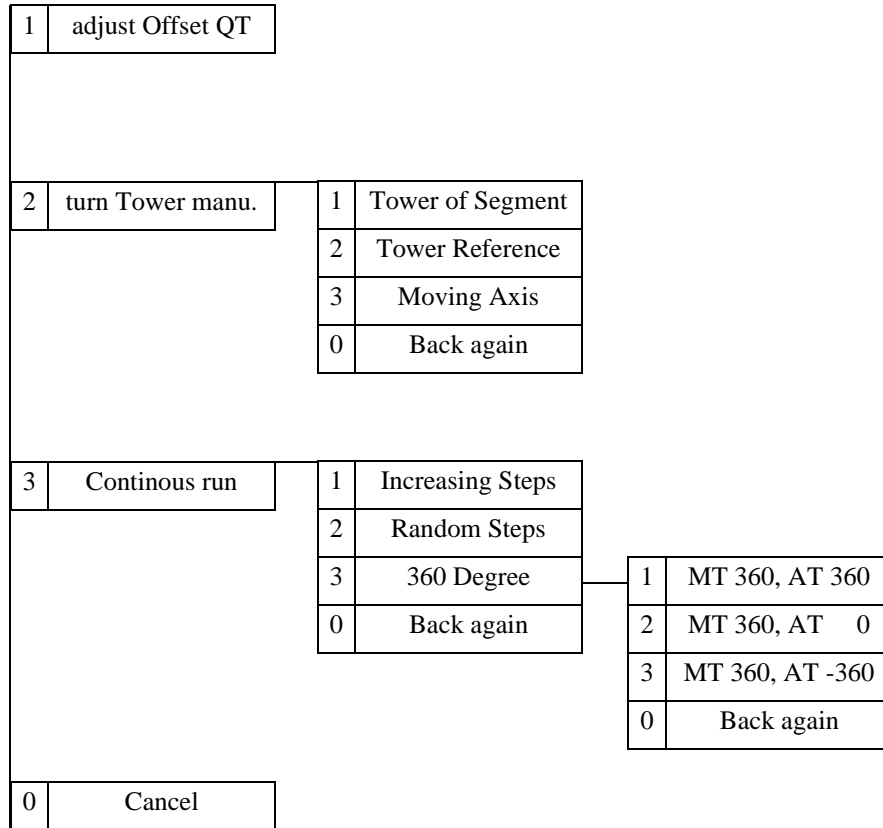 1 adjust Offset QT
2 turn Tower manu.
1 Tower of Segment
2 Tower Reference
3 Moving Axis
0 Back again
3 Continous run
1 Increasing Steps
2 Random Steps
3 360 Degree
0 Back again
1 MT 360, AT 360
2 MT 360, AT 0
3 MT 360, AT -360
0 Back again
0 Cancel